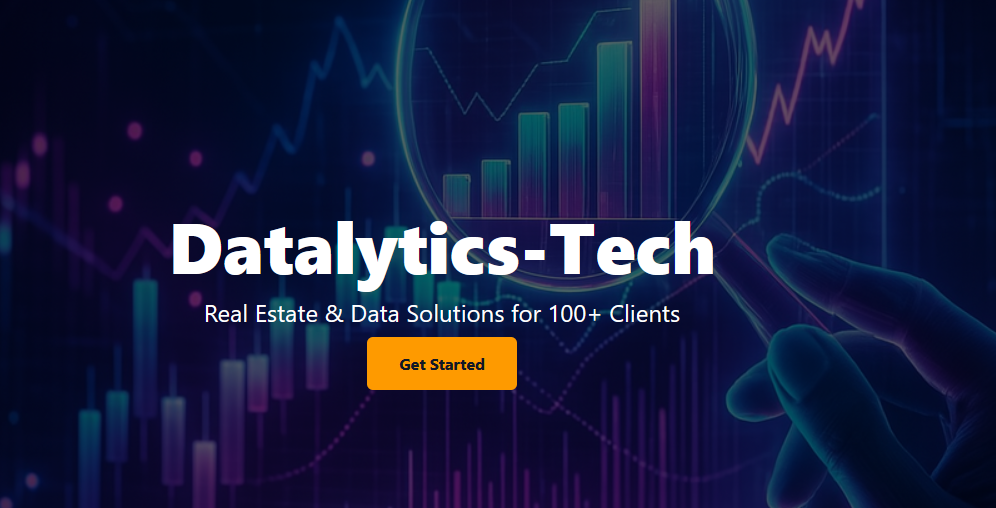 Datalytics-Tech
Real Estate & Data Solutions for 100+ Clients
Get Started